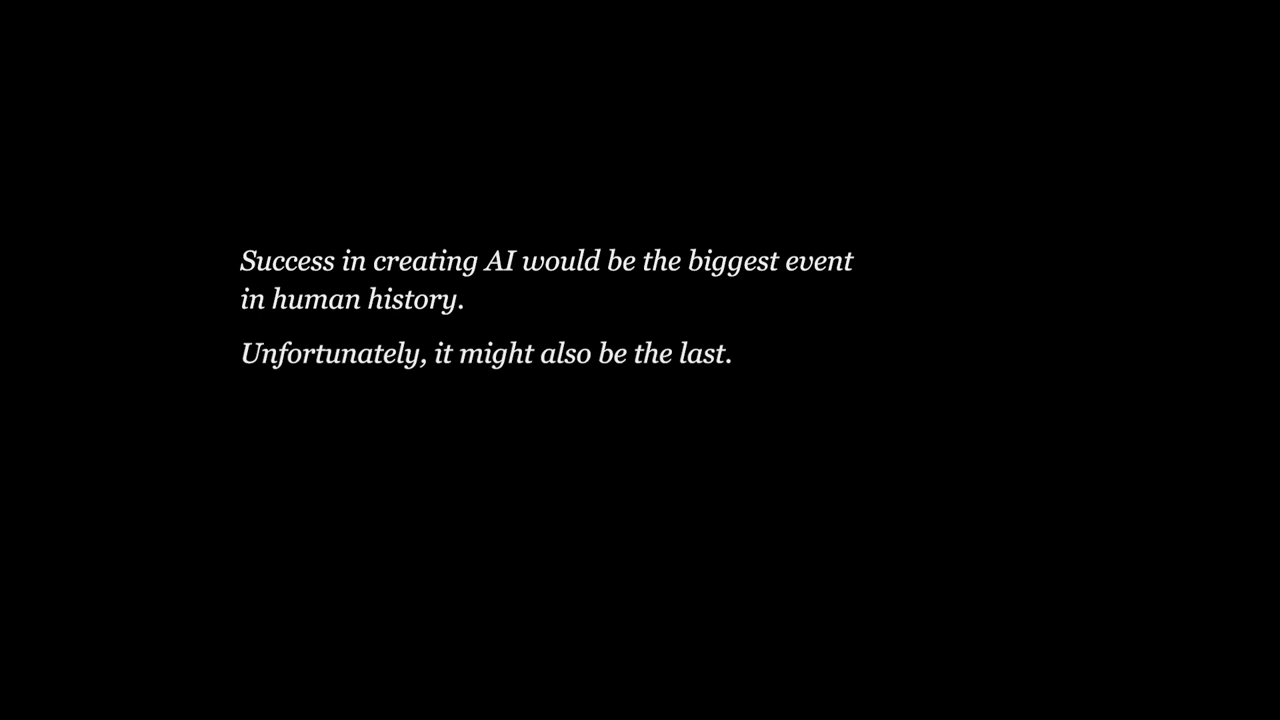 Success in creating AI would be the biggest event
in human history.
Unfortunately, it might also be the last.